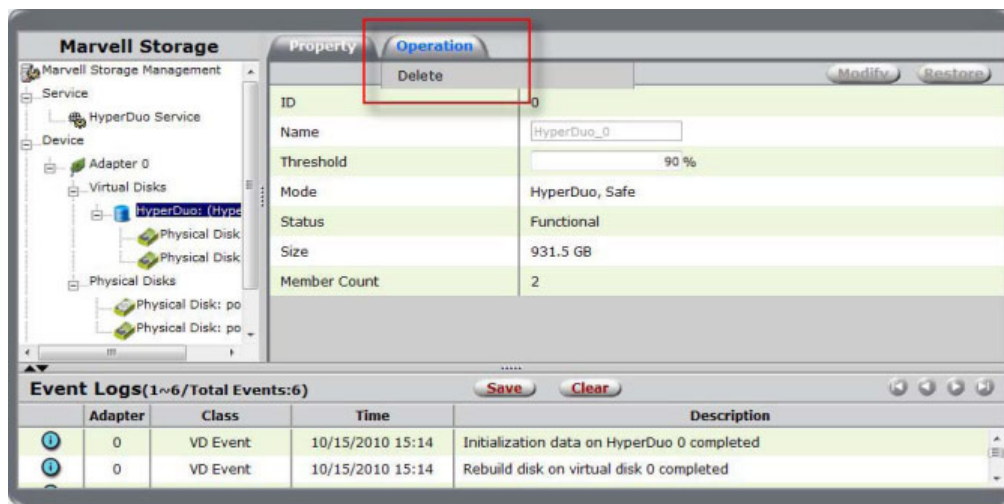 Marvell Storage
Property
Operation
Delete
Modify
Restore
Marvell Storage Management
Service
HyperDuo Service
Device
Adapter 0
Virtual Disks
HyperDuo: (Hype
Physical Disk
Physical Disk
Physical Disks
Physical Disk: po
Physical Disk: po
ID 0
Name HyperDuo_0
Threshold 90 %
Mode HyperDuo, Safe
Status Functional
Size 931.5 GB
Member Count 2
Event Logs(1~6/Total Events:6) Save Clear
Adapter Class Time Description
0 VD Event 10/15/2010 15:14 Initialization data on HyperDuo 0 completed
0 VD Event 10/15/2010 15:14 Rebuild disk on virtual disk 0 completed